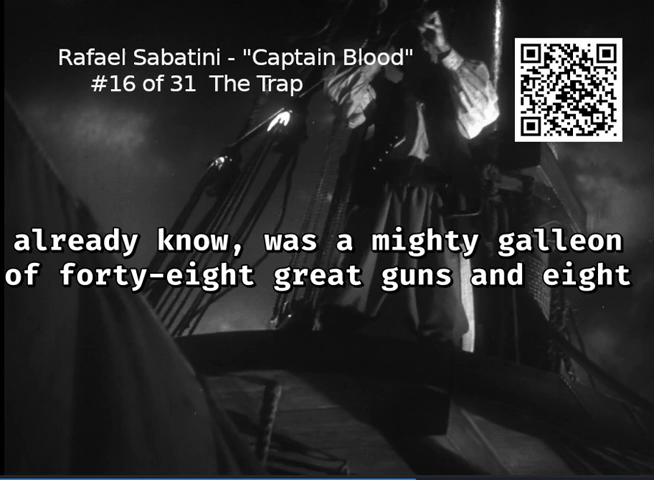 Rafael Sabatini - "Captain Blood"
#16 of 31  The Trap
already know, was a mighty galleon
of forty-eight great guns and eight